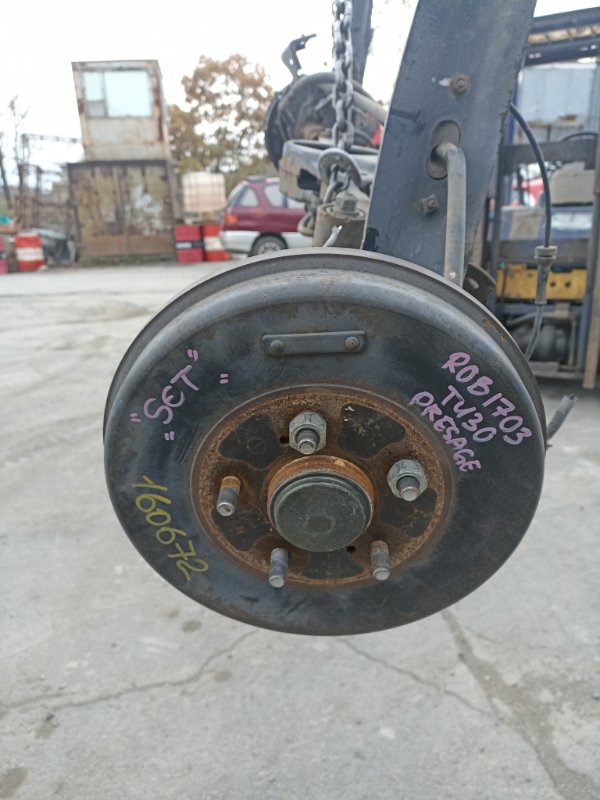 "SET"
"   "
160672
ROB1703
TU30
PRESAGE